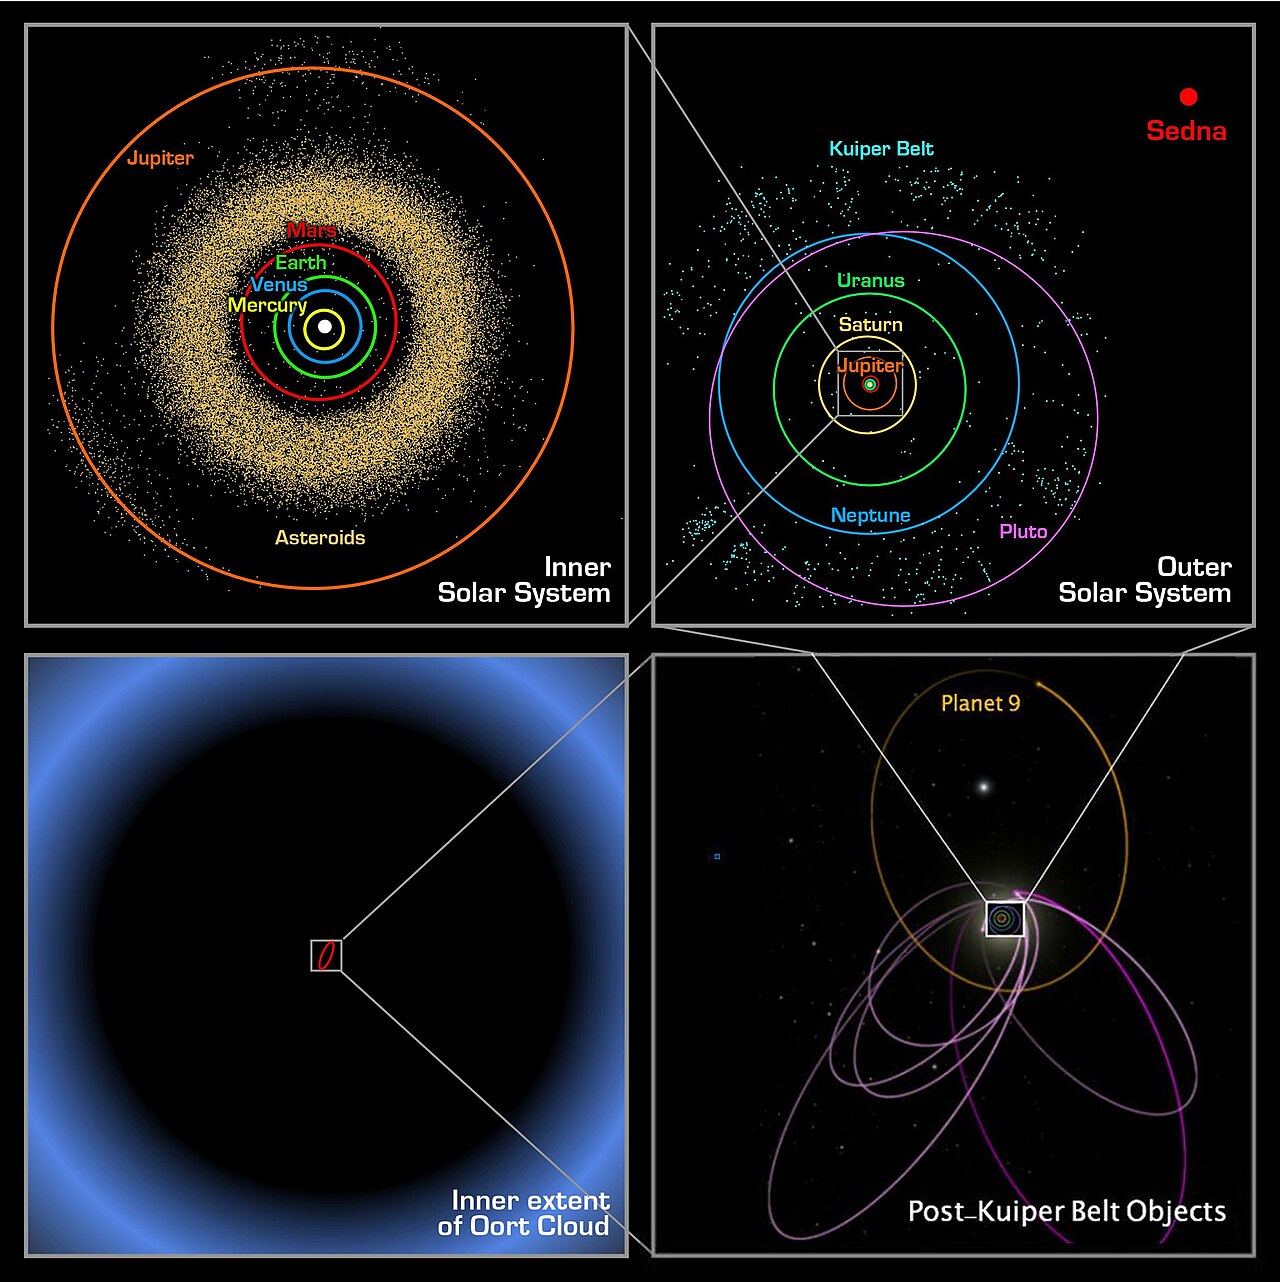 Jupiter
Mars
Earth
Venus
Mercury
Asteroids
Inner
Solar System
Sedna
Kuiper Belt
Uranus
Saturn
Jupiter
Neptune
Pluto
Outer
Solar System
Inner extent
of Oort Cloud
Planet 9
Post–Kuiper Belt Objects